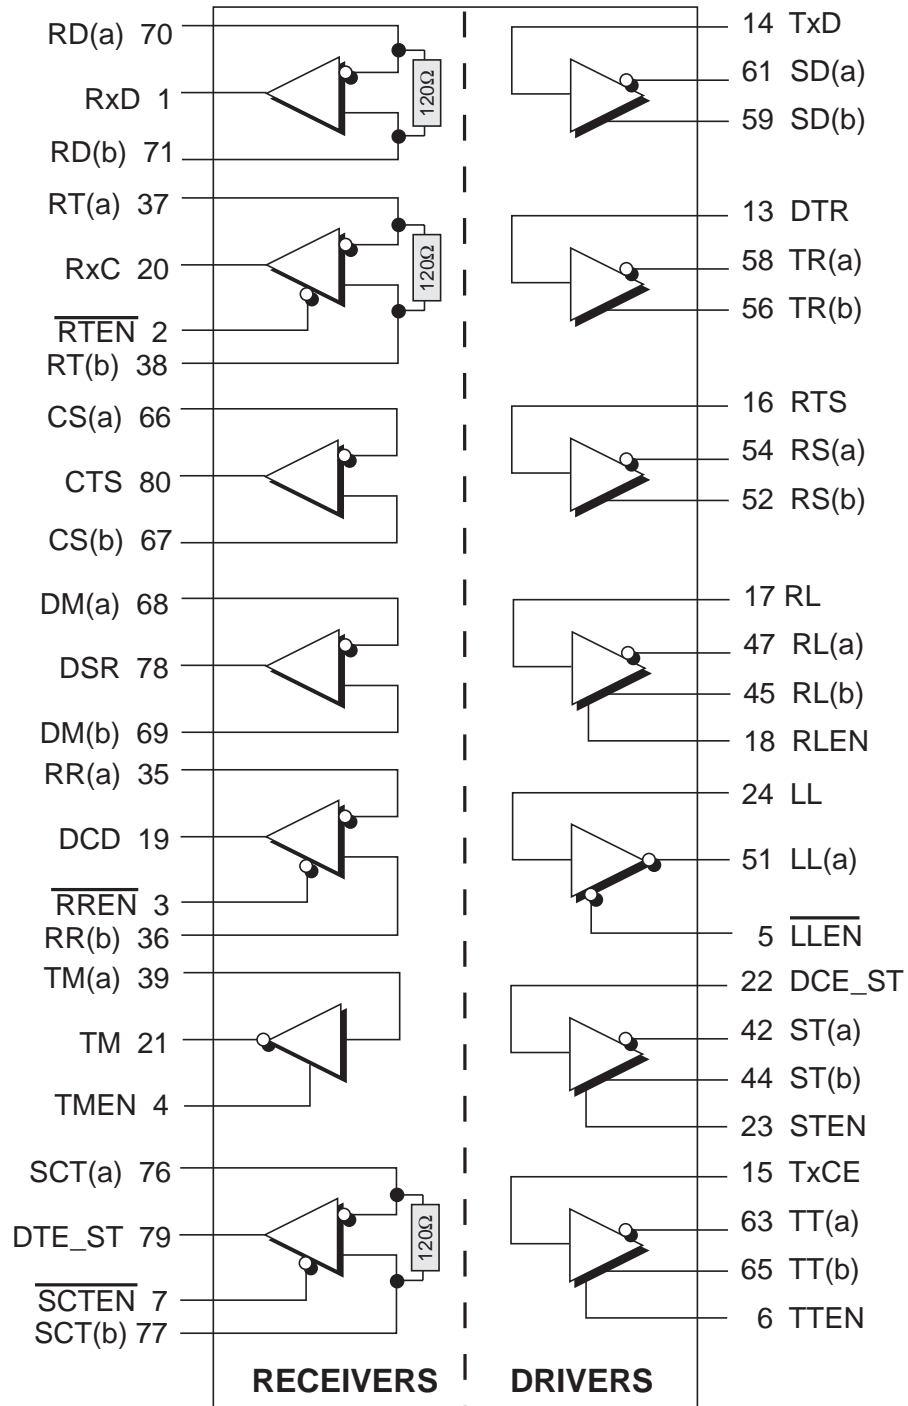 RD(a) 70
RxD 1
RD(b) 71
120Ω
RT(a) 37
RxC 20
RTEN 2
RT(b) 38
120Ω
CS(a) 66
CTS 80
CS(b) 67
DM(a) 68
DSR 78
DM(b) 69
RR(a) 35
DCD 19
RREN 3
RR(b) 36
TM(a) 39
TM 21
TMEN 4
SCT(a) 76
DTE_ST 79
SCTEN 7
SCT(b) 77
120Ω
RECEIVERS
14 TxD
61 SD(a)
59 SD(b)
13 DTR
58 TR(a)
56 TR(b)
16 RTS
54 RS(a)
52 RS(b)
17 RL
47 RL(a)
45 RL(b)
18 RLEN
24 LL
51 LL(a)
5 LLEN
22 DCE_ST
42 ST(a)
44 ST(b)
23 STEN
15 TxCE
63 TT(a)
65 TT(b)
6 TTEN
DRIVERS